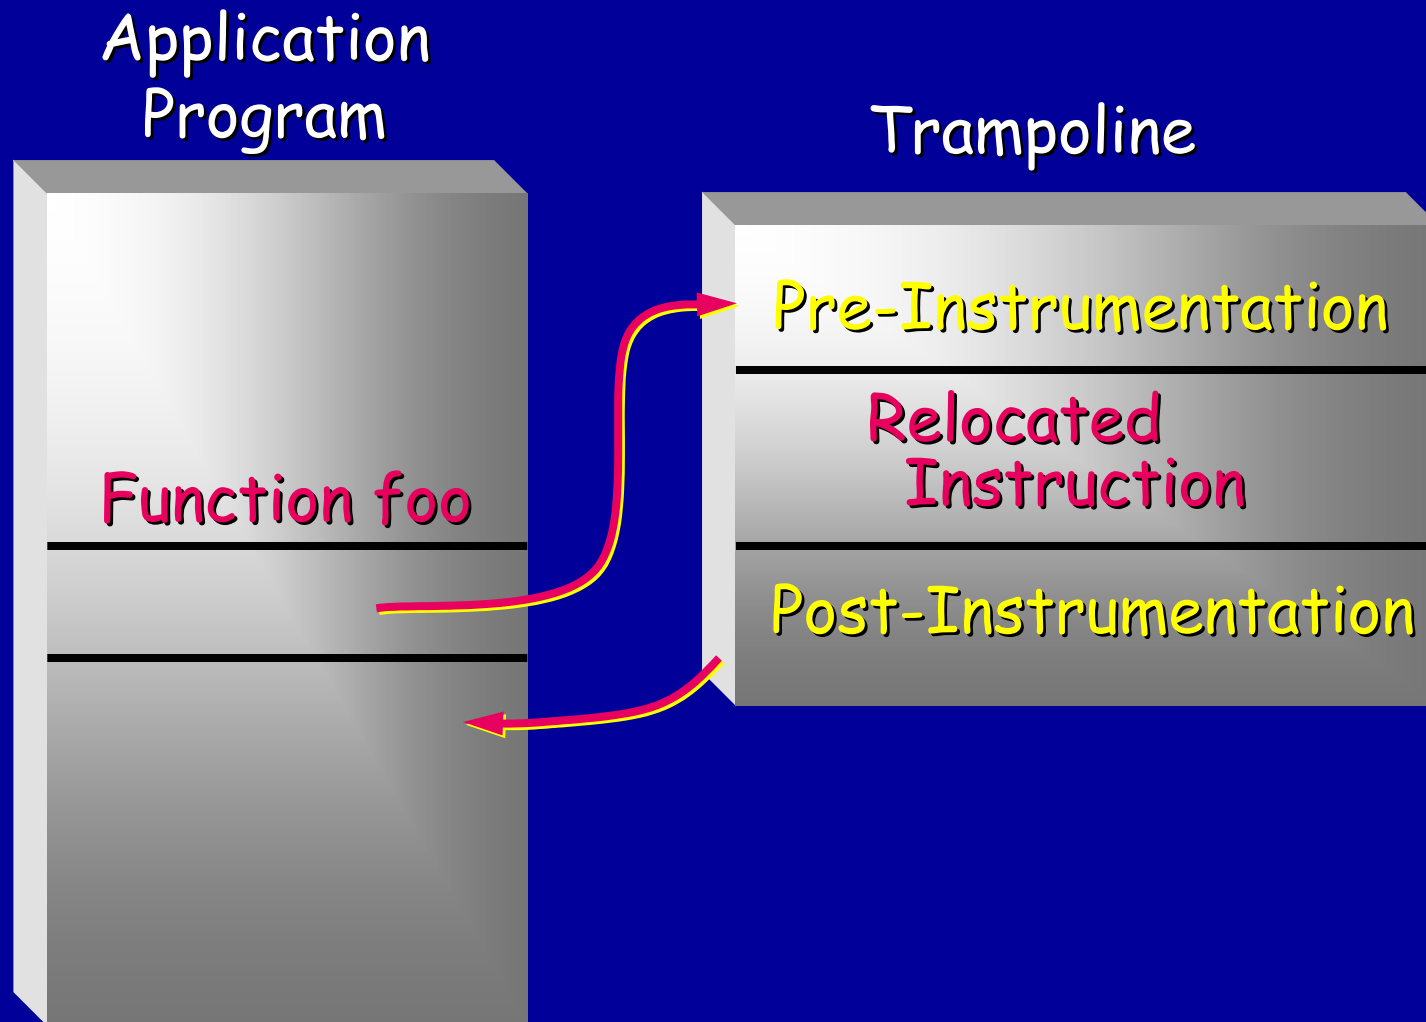 Application
Program
Trampoline
Pre-Instrumentation
Relocated
Instruction
Function foo
Post-Instrumentation